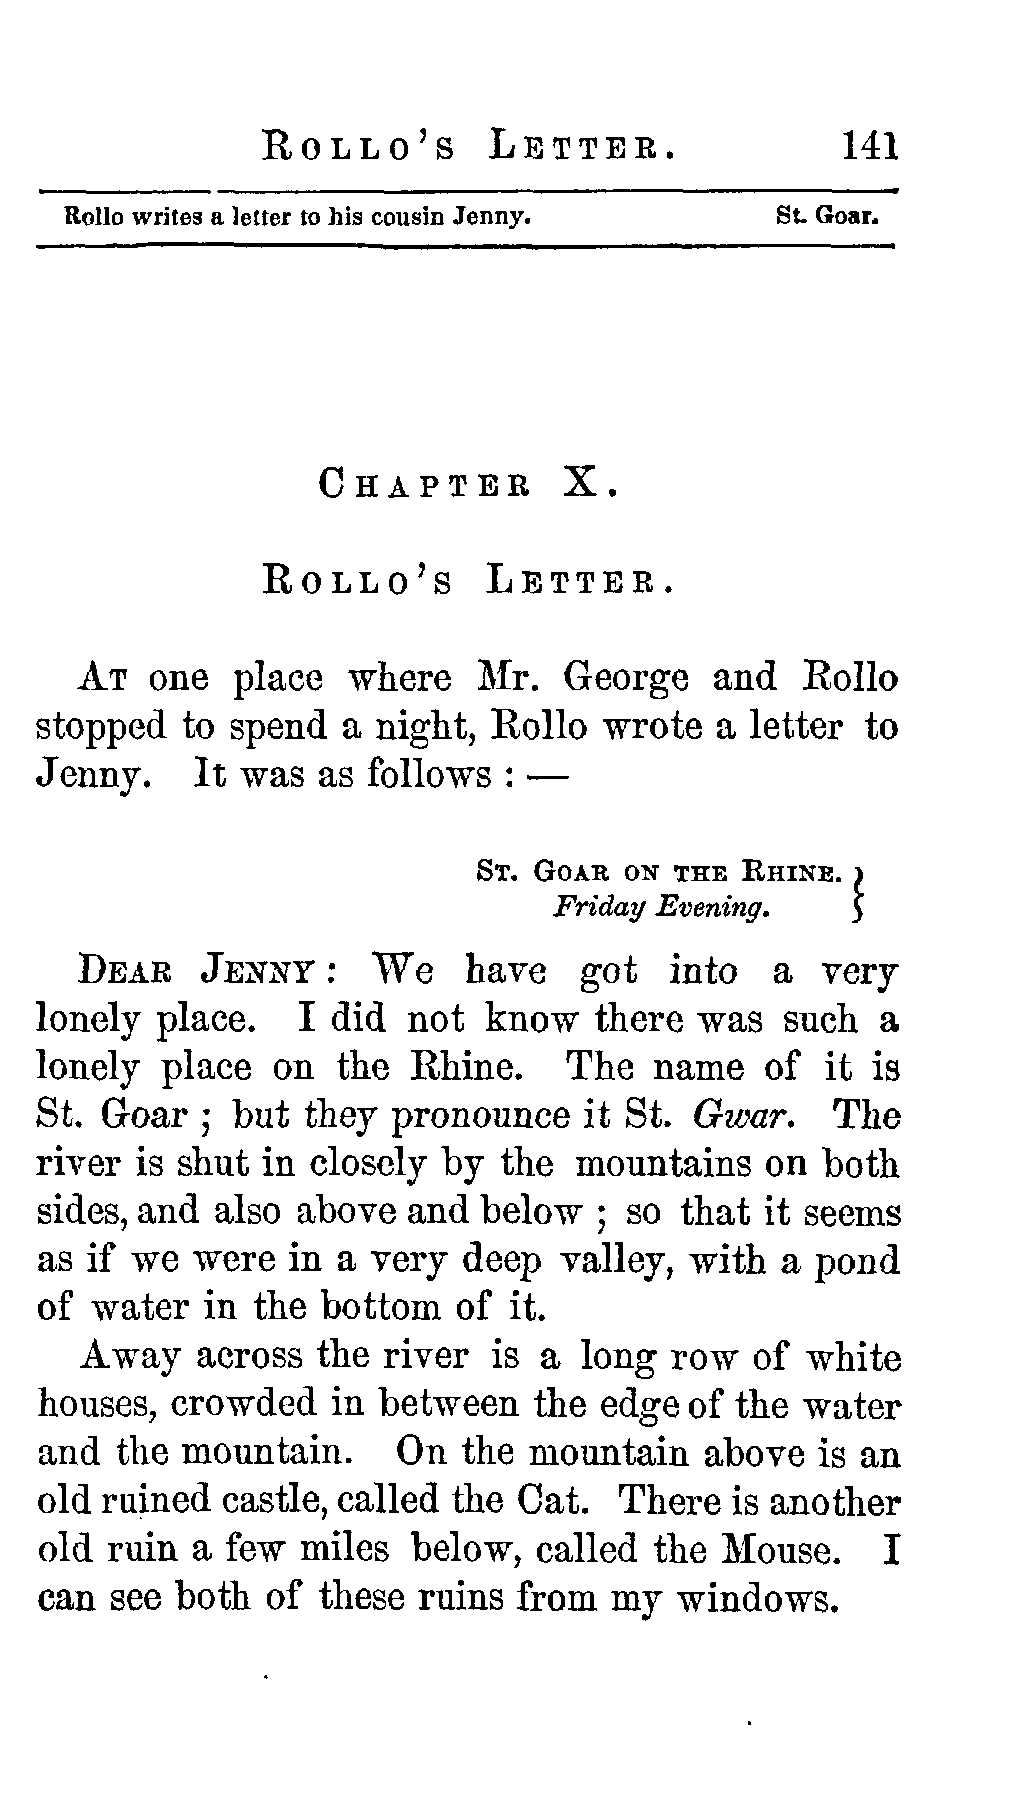 ROLLO'S LETTER. 141
Rollo writes a letter to his cousin Jenny. St. Goar.
CHAPTER X.
ROLLO'S LETTER.
AT one place where Mr. George and Rollo
stopped to spend a night, Rollo wrote a letter to
Jenny. It was as follows : —
ST. GOAR ON THE RHINE. }
Friday Evening.
DEAR JENNY : We have got into a very
lonely place. I did not know there was such a
lonely place on the Rhine. The name of it is
St. Goar ; but they pronounce it St. Gwar. The
river is shut in closely by the mountains on both
sides, and also above and below ; so that it seems
as if we were in a very deep valley, with a pond
of water in the bottom of it.
Away across the river is a long row of white
houses, crowded in between the edge of the water
and the mountain. On the mountain above is an
old ruined castle, called the Cat. There is another
old ruin a few miles below, called the Mouse. I
can see both of these ruins from my windows.